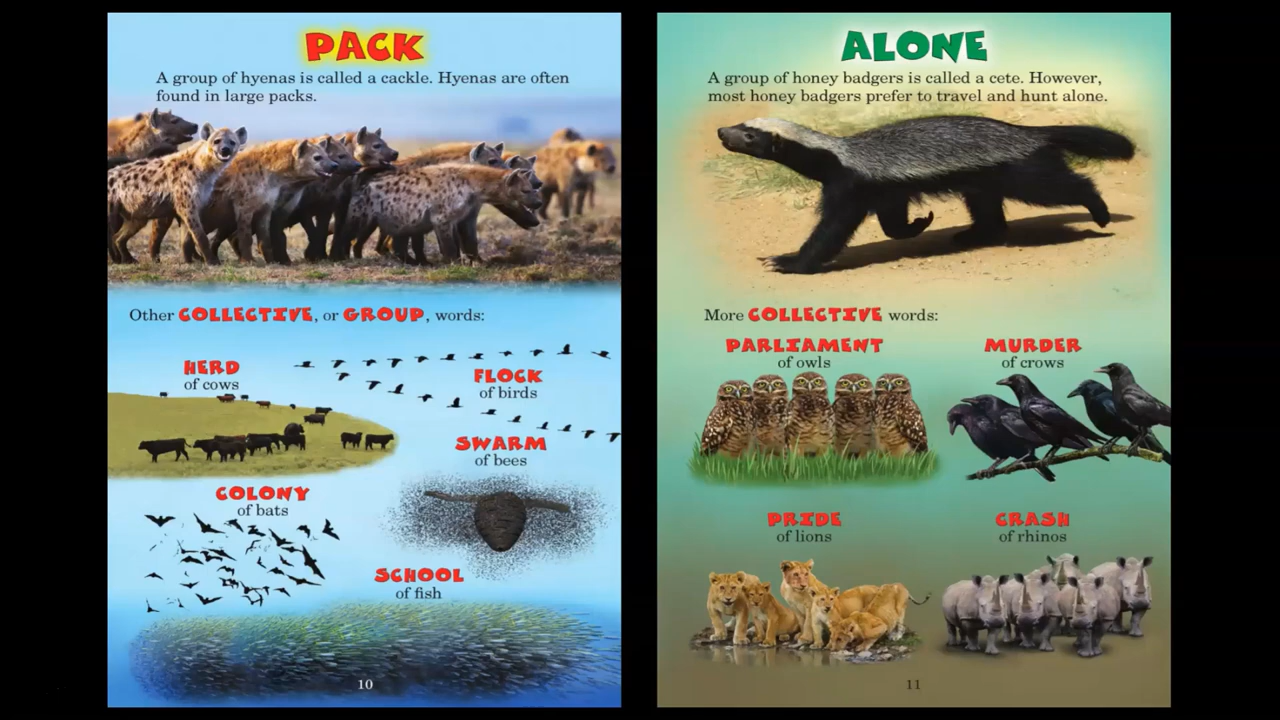 PACK
A group of hyenas is called a cackle. Hyenas are often
found in large packs.
Other COLLECTIVE, or GROUP, words:
HERD
of cows
FLOCK
of birds
SWARM
of bees
COLONY
of bats
SCHOOL
of fish
10
ALONE
A group of honey badgers is called a cete. However,
most honey badgers prefer to travel and hunt alone.
More COLLECTIVE words:
PARLIAMENT
of owls
MURDER
of crows
PRIDE
of lions
CRASH
of rhinos
11